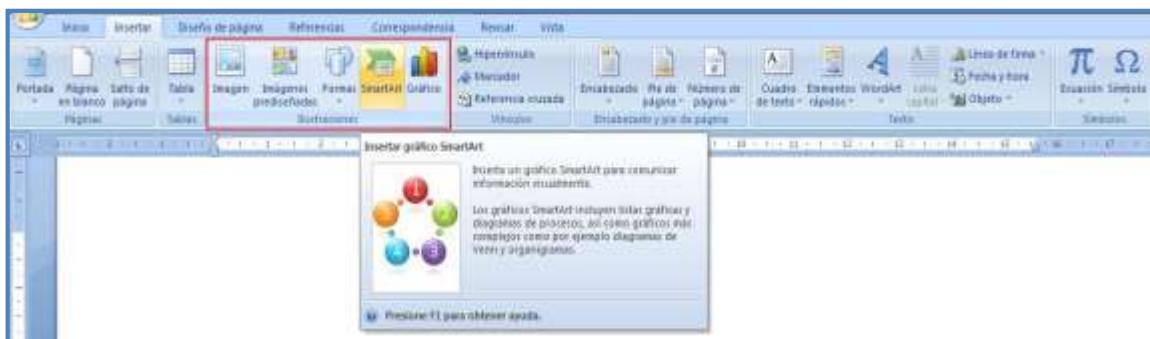 Inicio Insertar Diseño de página Referencias Correspondencia Revisar Vista
Portada Página en blanco Salto de página
Páginas
Tabla
Tablas
Imagen Imágenes prediseñadas Formas SmartArt Gráfico
Ilustraciones
Hipervínculo
Marcador
Referencia cruzada
Vínculos
Encabezado Pie de página Número de página
Encabezado y pie de página
Cuadro de texto Elementos rápidos WordArt Letra capital
Línea de firma
Fecha y hora
Objeto
Texto
Ecuación Símbolo
Símbolos
Insertar gráfico SmartArt
Inserta un gráfico SmartArt para comunicar
información visualmente.
Los gráficos SmartArt incluyen listas gráficas y
diagramas de procesos, así como gráficos más
complejos como por ejemplo diagramas de
Venn y organigramas.
Presione F1 para obtener ayuda.